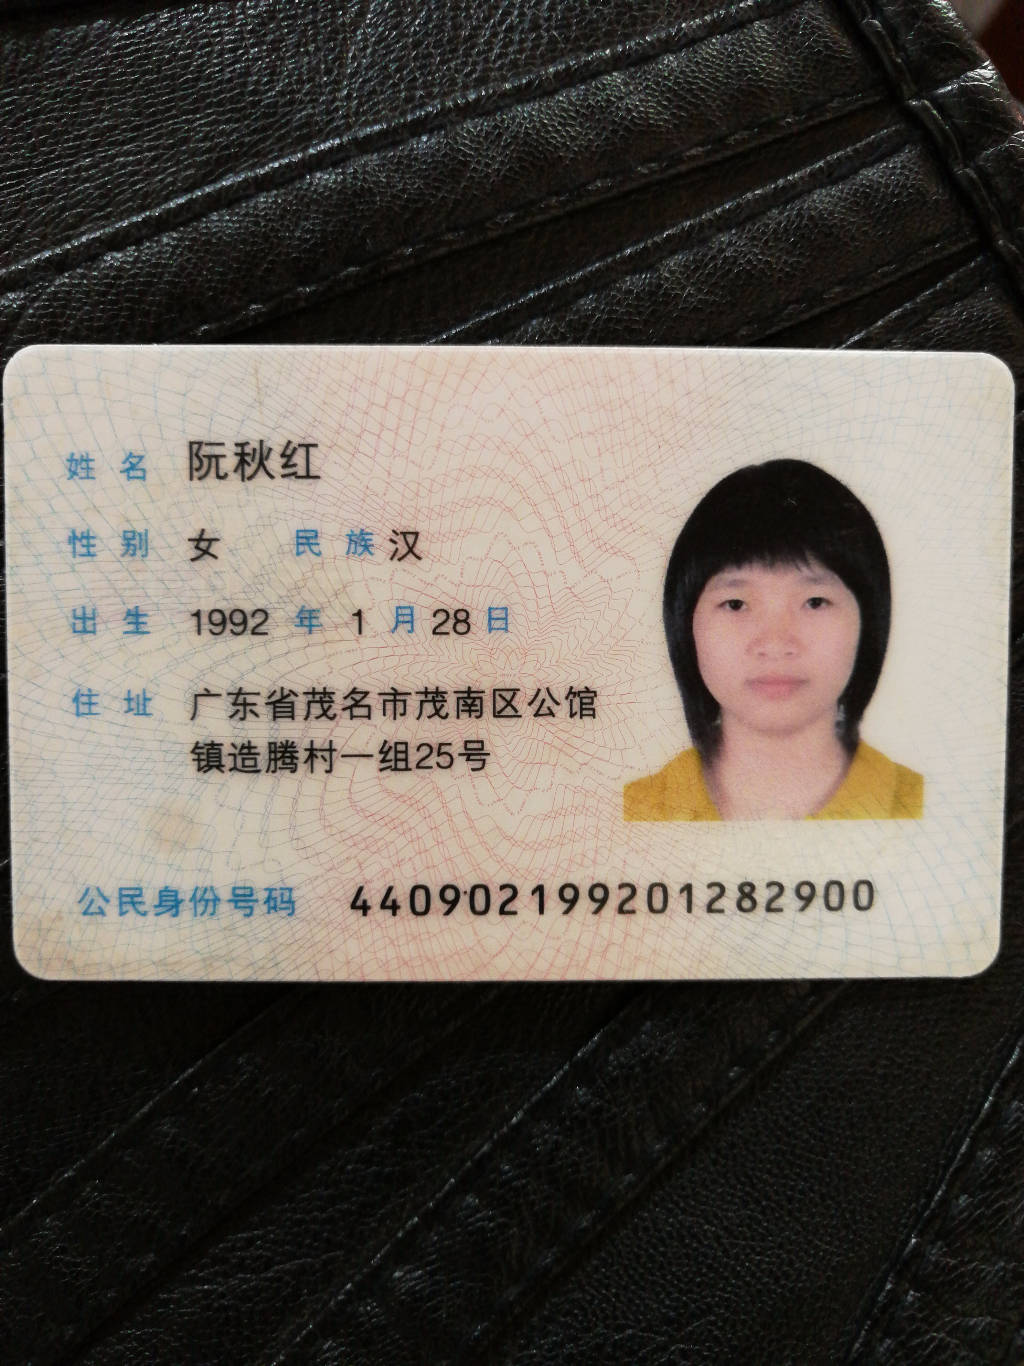 姓名 阮秋红
性别 女 民族 汉
出生 1992 年 1 月 28 日
住址 广东省茂名市茂南区公馆
镇造腾村一组25号
公民身份号码 440902199201282900